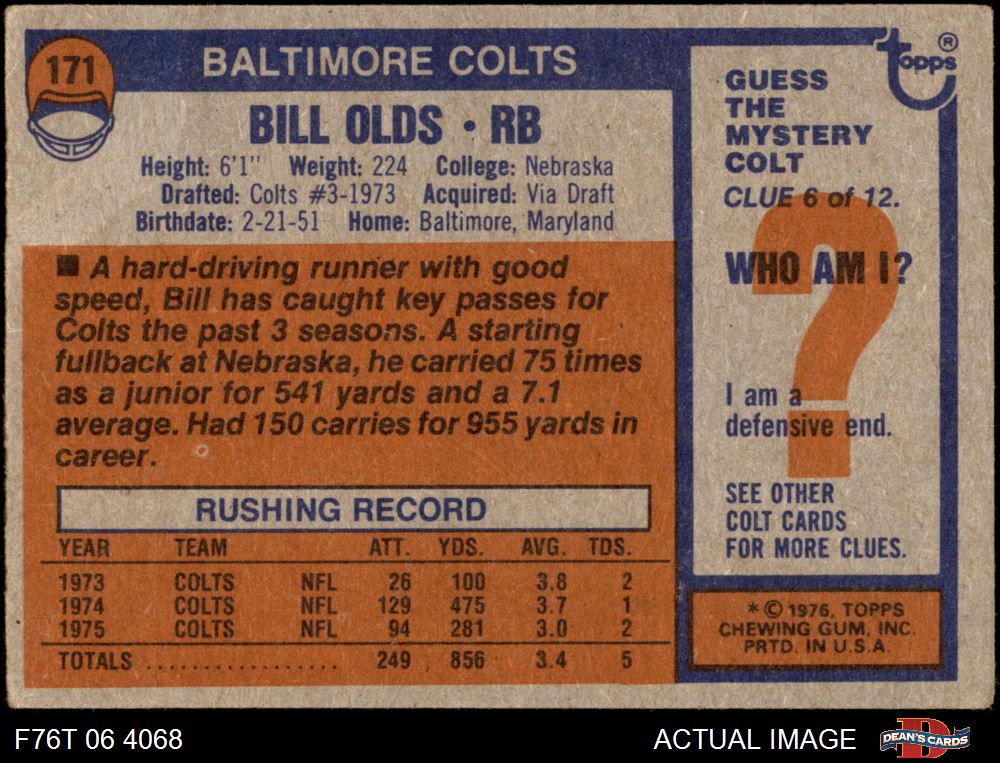 171
BALTIMORE COLTS
BILL OLDS • RB
Height: 6'1" Weight: 224 College: Nebraska
Drafted: Colts #3-1973 Acquired: Via Draft
Birthdate: 2-21-51 Home: Baltimore, Maryland
■ A hard-driving runner with good
speed, Bill has caught key passes for
Colts the past 3 seasons. A starting
fullback at Nebraska, he carried 75 times
as a junior for 541 yards and a 7.1
average. Had 150 carries for 955 yards in
career.
RUSHING RECORD
YEAR TEAM ATT. YDS. AVG. TDS.
1973 COLTS NFL 26 100 3.8 2
1974 COLTS NFL 129 475 3.7 1
1975 COLTS NFL 94 281 3.0 2
TOTALS .................. 249 856 3.4 5
topps®
GUESS
THE
MYSTERY
COLT
CLUE 6 of 12.
?
WHO AM I?
I am a
defensive end.
SEE OTHER
COLT CARDS
FOR MORE CLUES.
* © 1976, TOPPS
CHEWING GUM, INC.
PRTD. IN U.S.A.
F76T 06 4068
ACTUAL IMAGE
D
DEAN'S CARDS